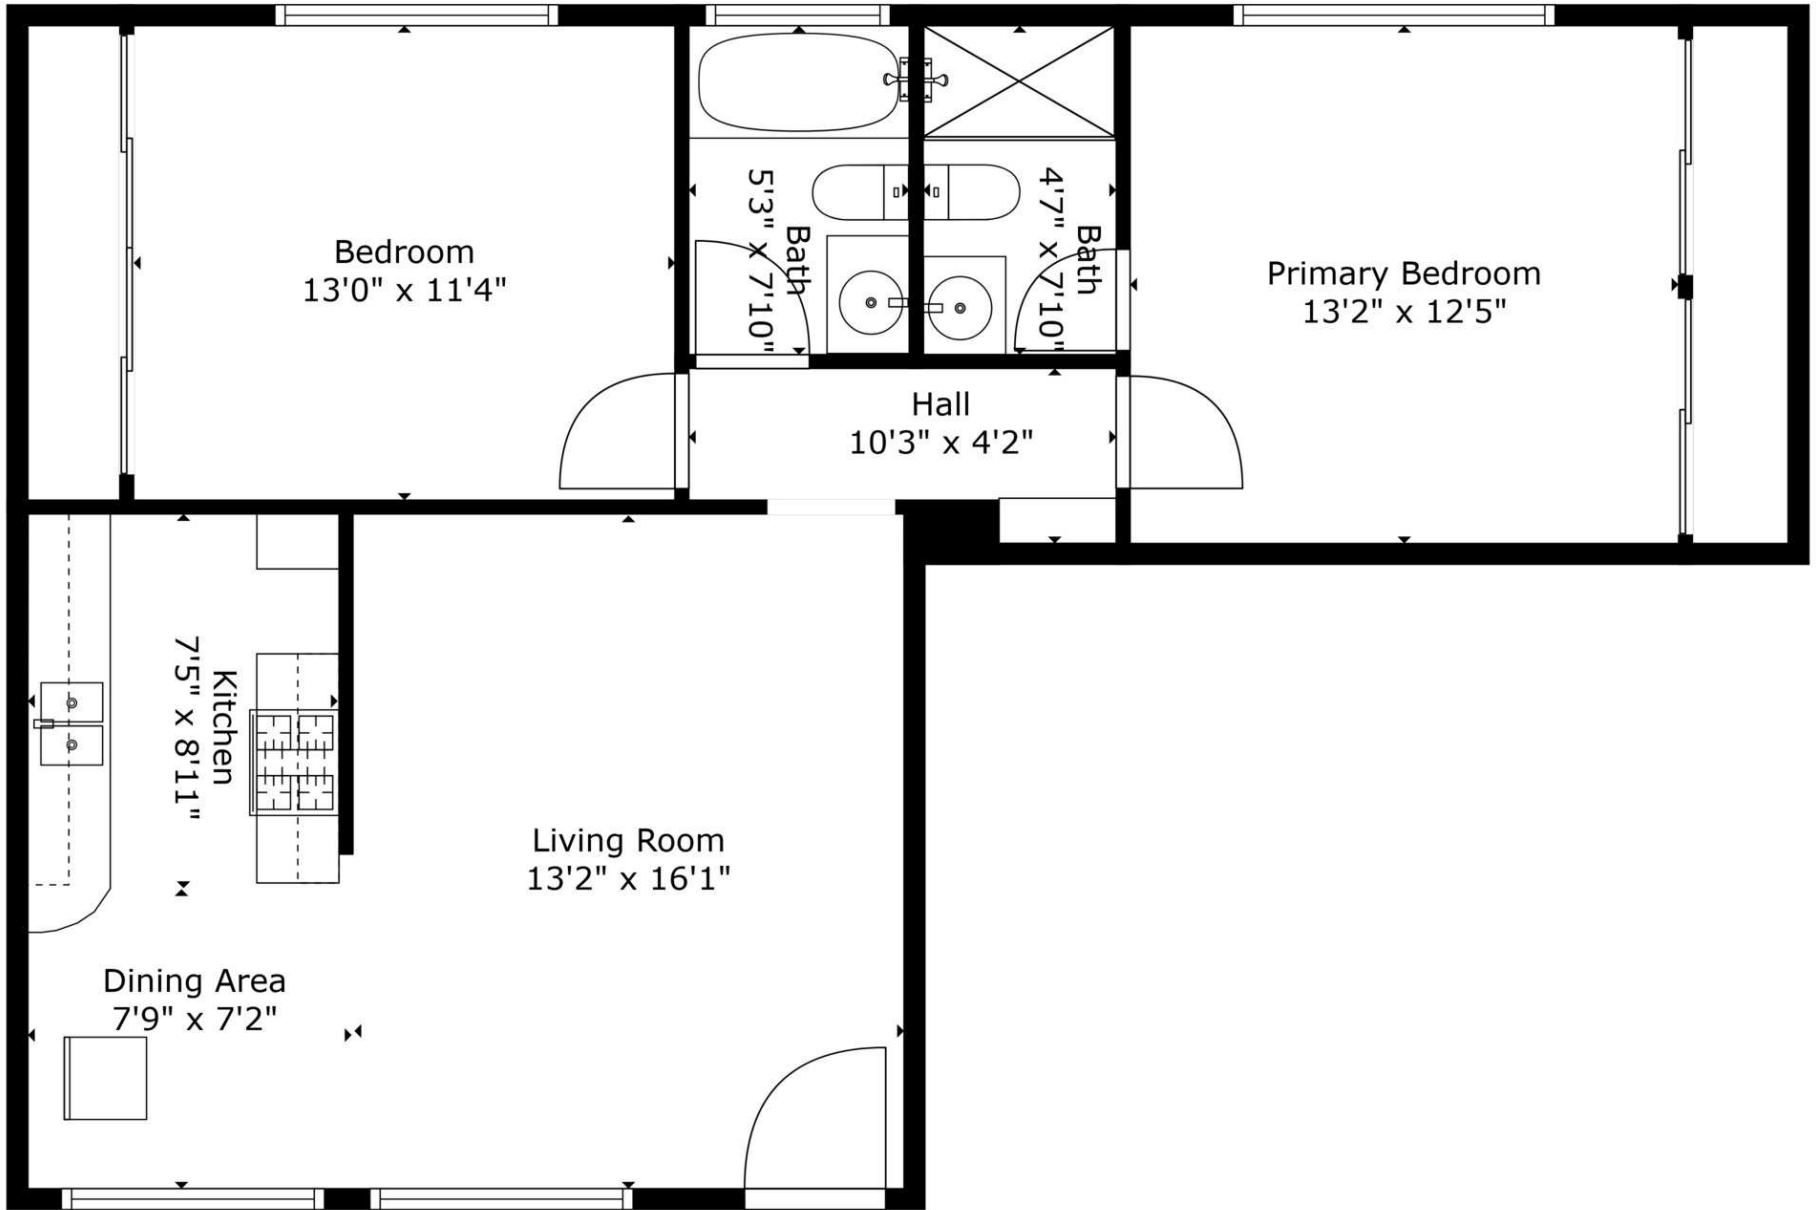 Bedroom
13'0" x 11'4"
Bath
5'3" x 7'10"
Bath
4'7" x 7'10"
Primary Bedroom
13'2" x 12'5"
Hall
10'3" x 4'2"
Kitchen
7'5" x 8'11"
Living Room
13'2" x 16'1"
Dining Area
7'9" x 7'2"